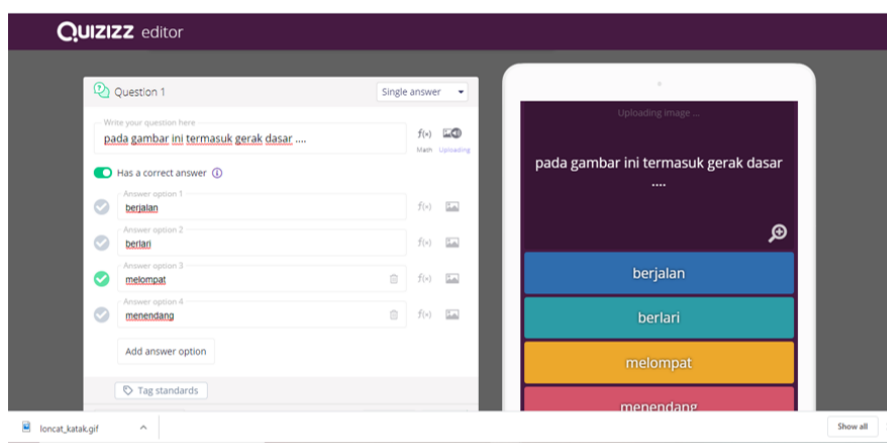 QUIZIZZ editor
Question 1
Single answer
Write your question here
pada gambar ini termasuk gerak dasar ....
f(×)
Math Uploading
Has a correct answer
Answer option 1
berjalan
f(×)
Answer option 2
berlari
f(×)
Answer option 3
melompat
f(×)
Answer option 4
menendang
f(×)
Add answer option
Tag standards
Uploading image ...
pada gambar ini termasuk gerak dasar
....
berjalan
berlari
melompat
menendang
loncat_katak.gif
Show all